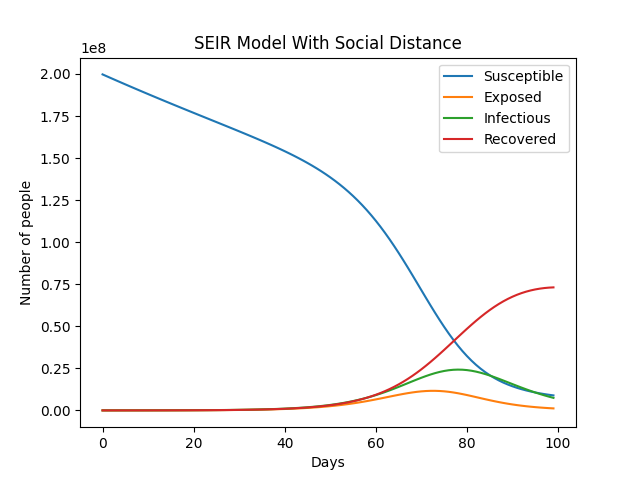 SEIR Model With Social Distance
1e8
2.00
1.75
1.50
1.25
1.00
0.75
0.50
0.25
0.00
Number of people
Susceptible
Exposed
Infectious
Recovered
0 20 40 60 80 100
Days